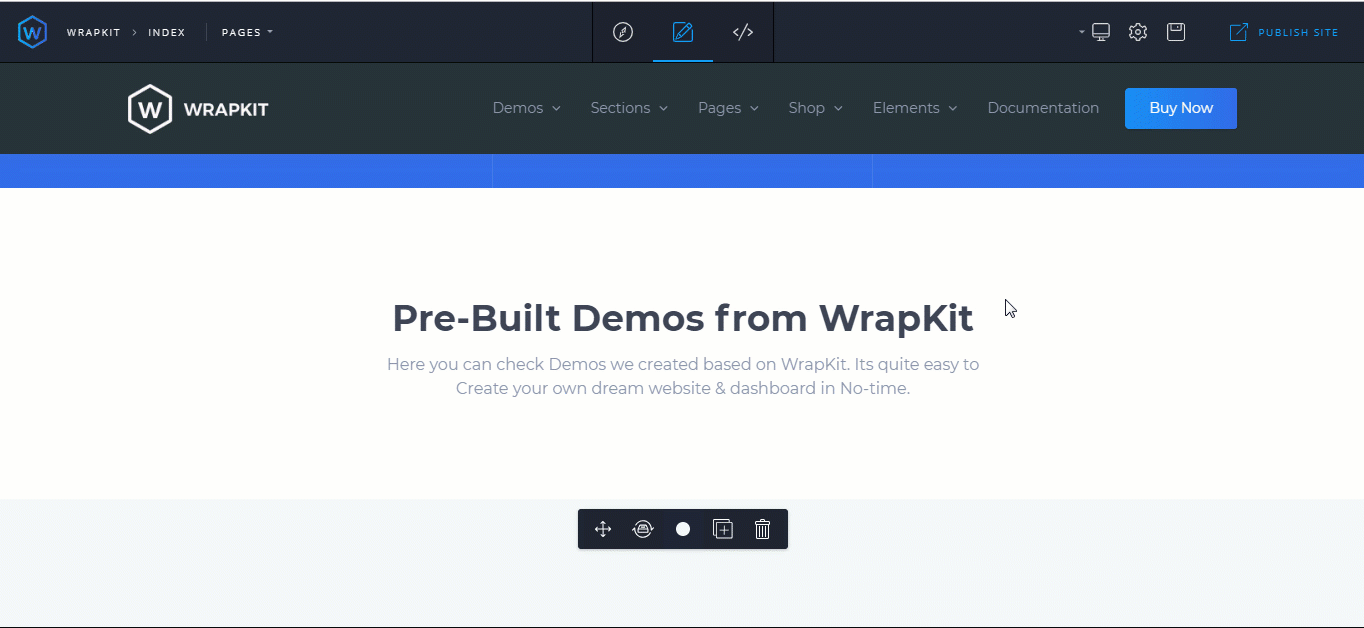 WRAPKIT > INDEX PAGES PUBLISH SITE
W WRAPKIT Demos Sections Pages Shop Elements Documentation Buy Now
Pre-Built Demos from WrapKit
Here you can check Demos we created based on WrapKit. Its quite easy to
Create your own dream website & dashboard in No-time.